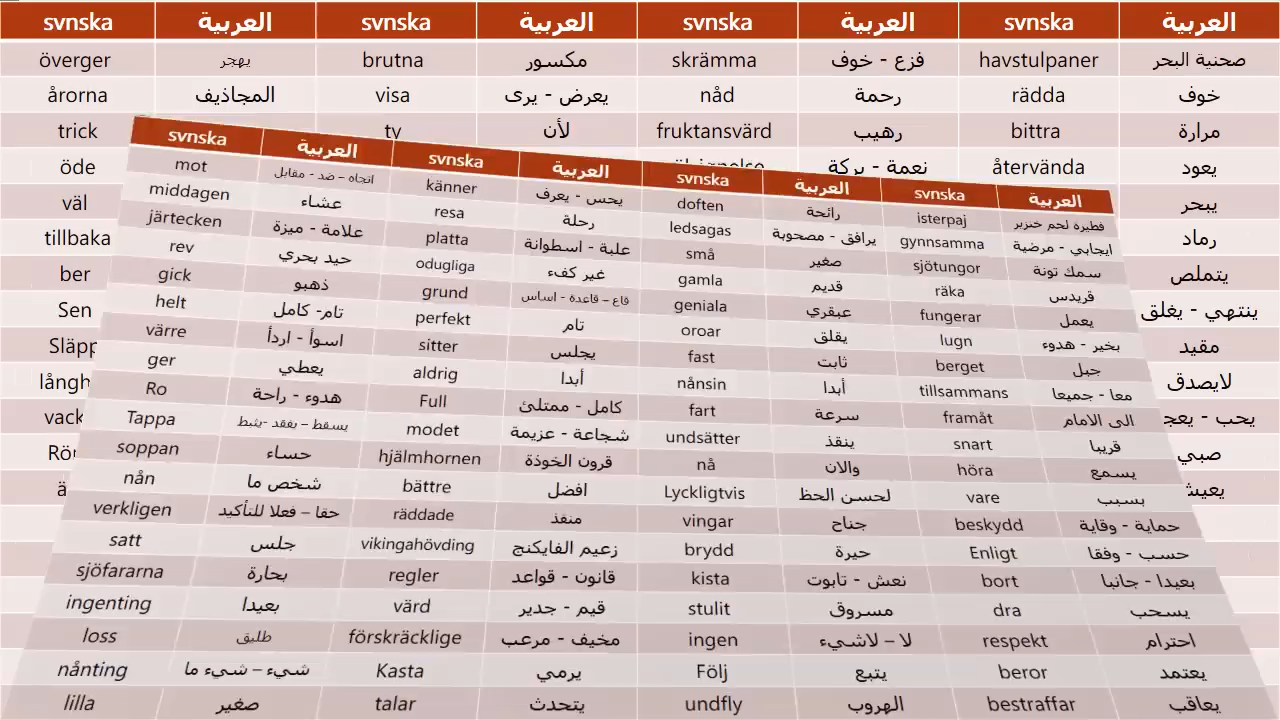 svnska العربية svnska العربية svnska العربية svnska العربية
överger يهجر brutna مكسور skrämma فزع - خوف havstulpaner صحنية البحر
årorna المجاذيف visa يعرض - يرى nåd رحمة rädda خوف
trick ty لأن fruktansvärd رهيب bittra مرارة
öde نعمة - بركة återvända يعود
väl يبحر
tillbaka رماد
ber يتملص
Sen ينتهي - يغلق
مقيد
لايصدق
يحب -
صبي
يعيش
svnska العربية svnska العربية svnska العربية svnska العربية
mot اتجاه – ضد - مقابل känner يحس - يعرف doften رائحة isterpaj فطيرة لحم خنزير
middagen عشاء resa رحلة ledsagas يرافق - مصحوبة gynnsamma ايجابي - مرضية
järtecken علامة - ميزة platta علبة - اسطوانة små صغير sjötungor سمك تونة
rev حيد بحري odugliga غير كفء gamla قديم räka قريدس
gick ذهبو grund قاع – قاعدة - اساس geniala عبقري fungerar يعمل
helt تام- كامل perfekt تام oroar يقلق lugn بخير - هدوء
värre اسوأ - اردأ sitter يجلس fast ثابت berget جبل
ger يعطي aldrig أبدا nånsin أبدا tillsammans معا - جميعا
Ro هدوء - راحة Full كامل - ممتلئ fart سرعة framåt الى الامام
Tappa يسقط – يفقد -يثبط modet شجاعة - عزيمة undsätter ينقذ snart قريبا
soppan حساء hjälmhornen قرون الخوذة nå والان höra يسمع
nån شخص ما bättre افضل Lyckligtvis لحسن الحظ vare بسبب
verkligen حقا – فعلا للتأكيد räddade منقذ vingar جناح beskydd حماية - وقاية
satt جلس vikingahövding زعيم الفايكنج brydd حيرة Enligt حسب - وفقا
sjöfararna بحارة regler قانون - قواعد kista نعش - تابوت bort بعيدا - جانبا
ingenting بعيدا värd قيم - جدير stulit مسروق dra يسحب
loss طليق förskräcklige مخيف - مرعب ingen لا – لاشيء respekt احترام
nånting شيء – شيء ما Kasta يرمي Följ يتبع beror يعتمد
lilla صغير talar يتحدث undfly الهروب bestraffar يعاقب